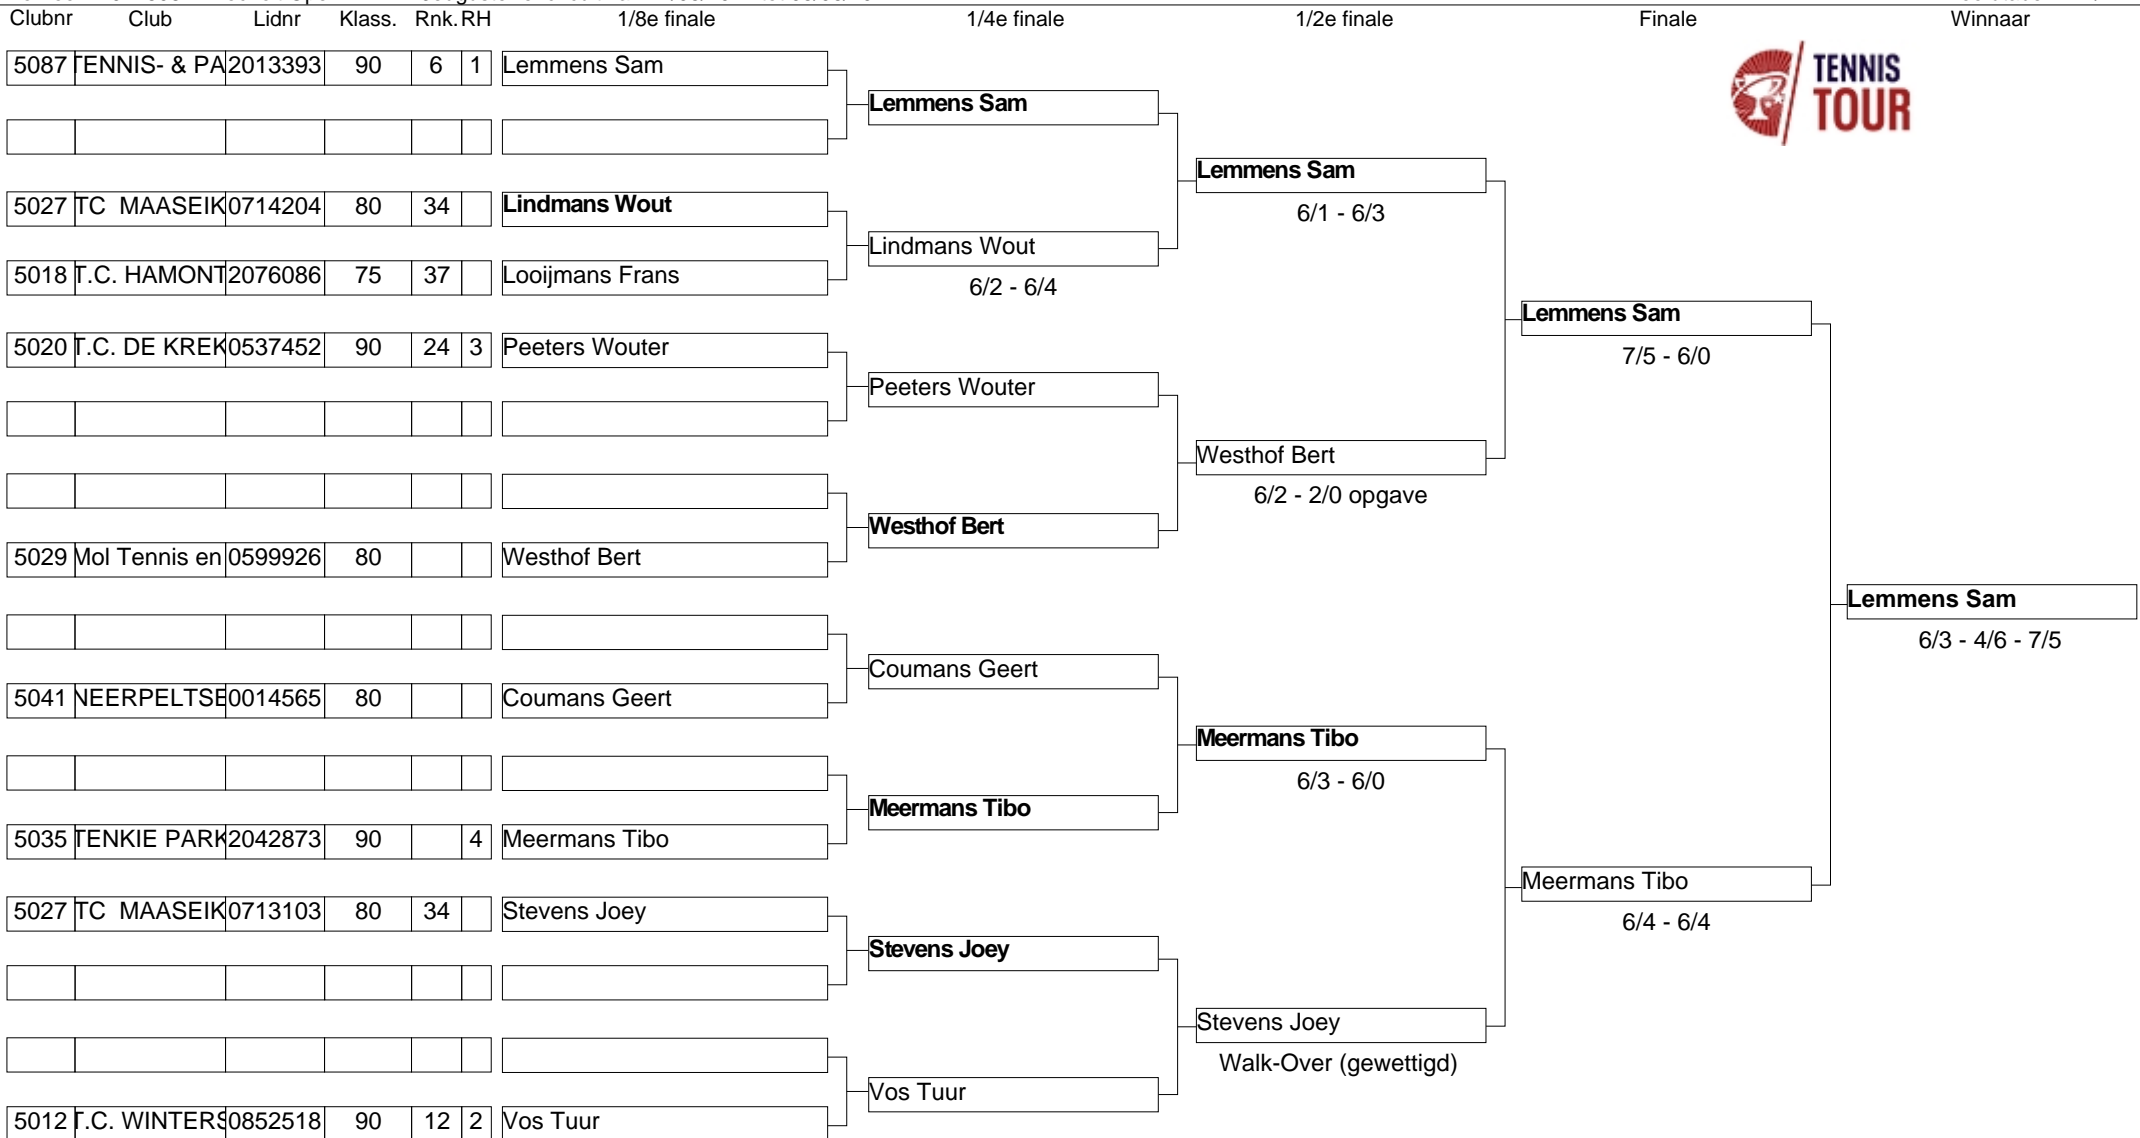 Clubnr Club Lidnr Klass. Rnk. RH 1/8e finale 1/4e finale 1/2e finale Finale Winnaar
TENNIS
TOUR
5087 TENNIS- & PA 2013393 90 6 1 Lemmens Sam
Lemmens Sam
Lemmens Sam
5027 TC MAASEIK 0714204 80 34 Lindmans Wout
6/1 - 6/3
Lindmans Wout
5018 T.C. HAMONT 2076086 75 37 Looijmans Frans
6/2 - 6/4
Lemmens Sam
5020 T.C. DE KREK 0537452 90 24 3 Peeters Wouter
7/5 - 6/0
Peeters Wouter
Westhof Bert
6/2 - 2/0 opgave
Westhof Bert
5029 Mol Tennis en 0599926 80 Westhof Bert
Lemmens Sam
6/3 - 4/6 - 7/5
Coumans Geert
5041 NEERPELTSE 0014565 80 Coumans Geert
Meermans Tibo
6/3 - 6/0
Meermans Tibo
5035 TENKIE PARK 2042873 90 4 Meermans Tibo
Meermans Tibo
5027 TC MAASEIK 0713103 80 34 Stevens Joey
6/4 - 6/4
Stevens Joey
Stevens Joey
Walk-Over (gewettigd)
Vos Tuur
5012 T.C. WINTERS 0852518 90 12 2 Vos Tuur